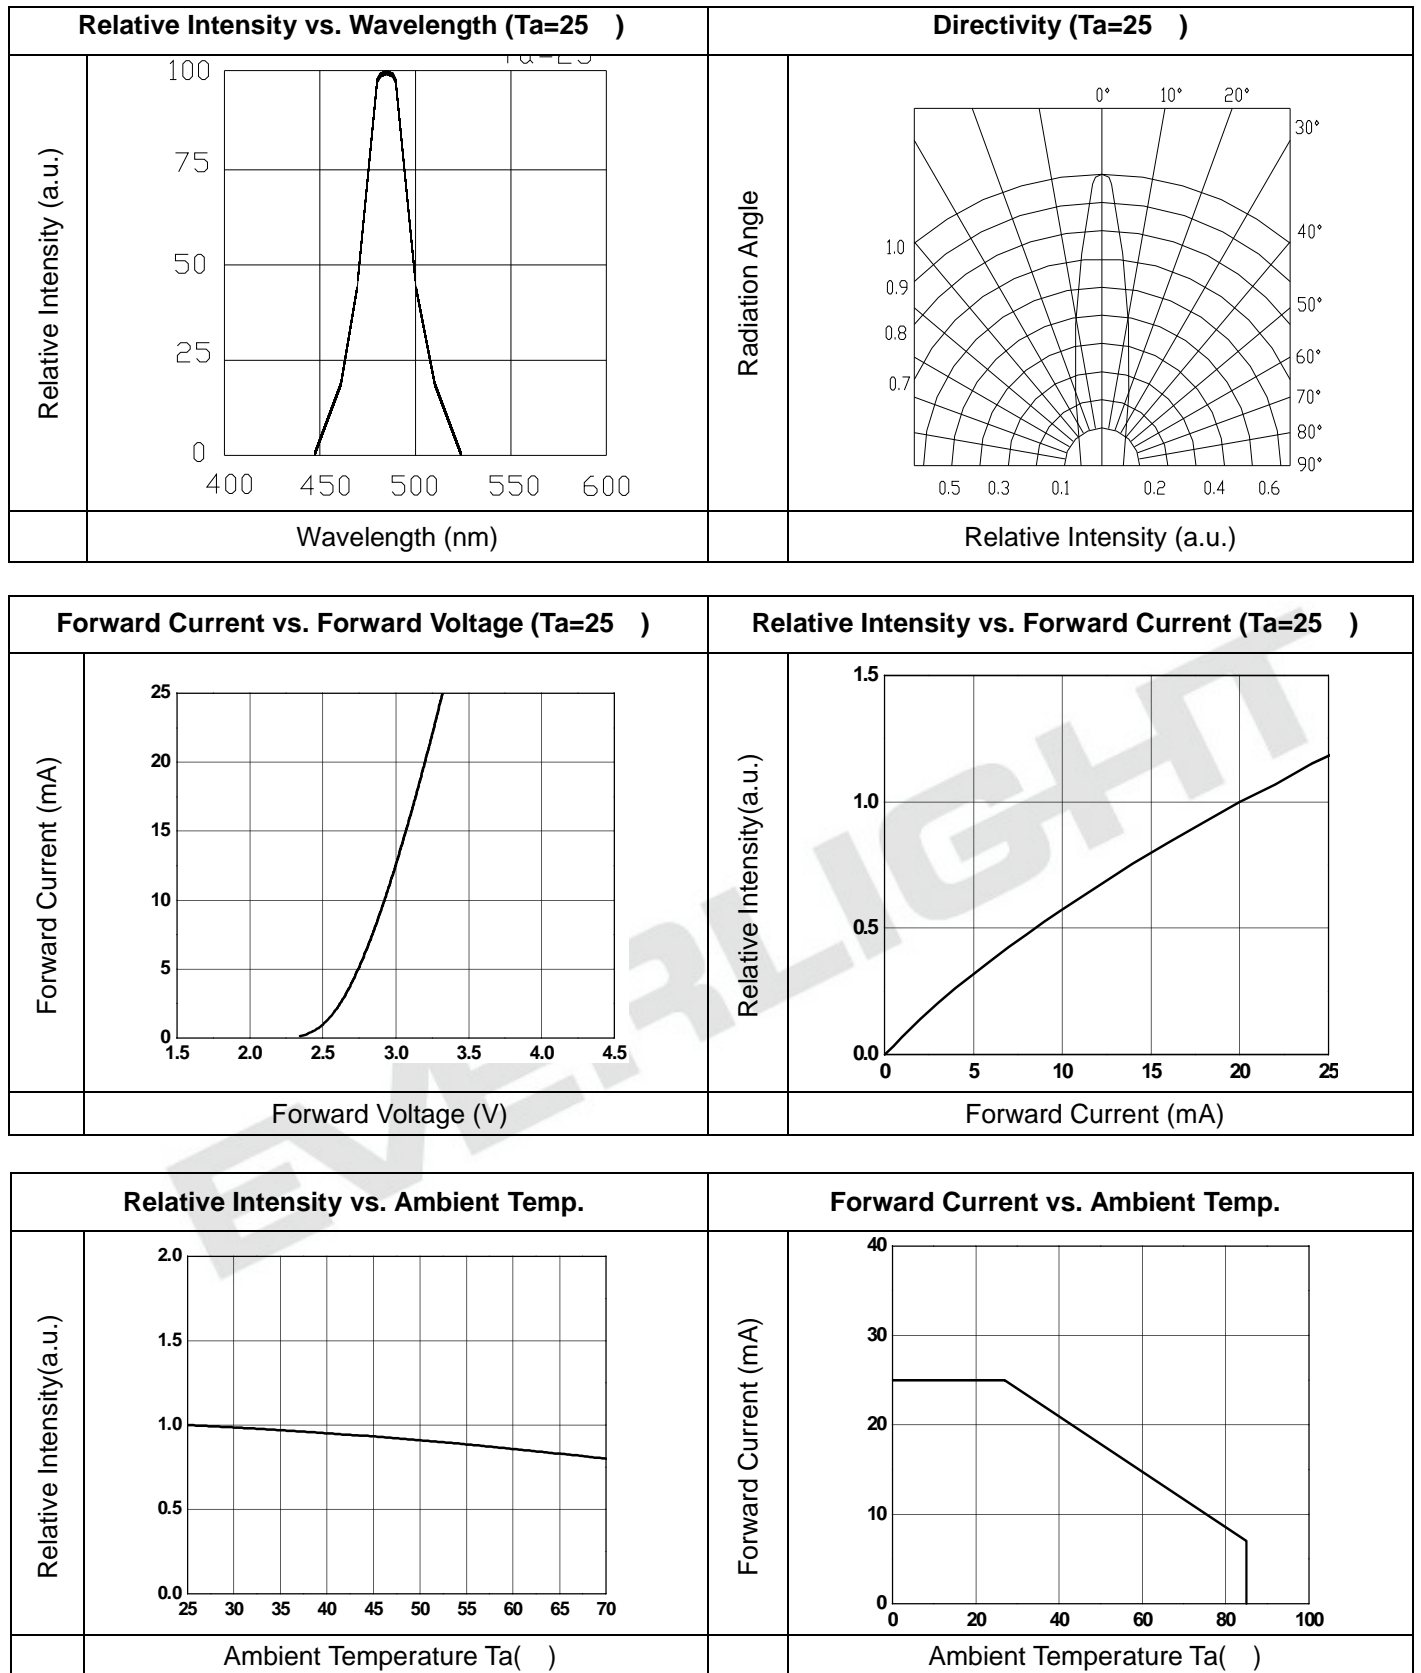 Relative Intensity vs. Wavelength (Ta=25 )
Relative Intensity (a.u.)
100
75
50
25
0
400 450 500 550 600
Wavelength (nm)
Directivity (Ta=25 )
Radiation Angle
0° 10° 20°
30°
40°
50°
60°
70°
80°
90°
1.0
0.9
0.8
0.7
0.5 0.3 0.1 0.2 0.4 0.6
Relative Intensity (a.u.)
Forward Current vs. Forward Voltage (Ta=25 )
Forward Current (mA)
25
20
15
10
5
0
1.5 2.0 2.5 3.0 3.5 4.0 4.5
Forward Voltage (V)
Relative Intensity vs. Forward Current (Ta=25 )
Relative Intensity(a.u.)
1.5
1.0
0.5
0.0
0 5 10 15 20 25
Forward Current (mA)
EVERLIGHT
Relative Intensity vs. Ambient Temp.
Relative Intensity(a.u.)
2.0
1.5
1.0
0.5
0.0
25 30 35 40 45 50 55 60 65 70
Ambient Temperature Ta( )
Forward Current vs. Ambient Temp.
Forward Current (mA)
40
30
20
10
0
0 20 40 60 80 100
Ambient Temperature Ta( )